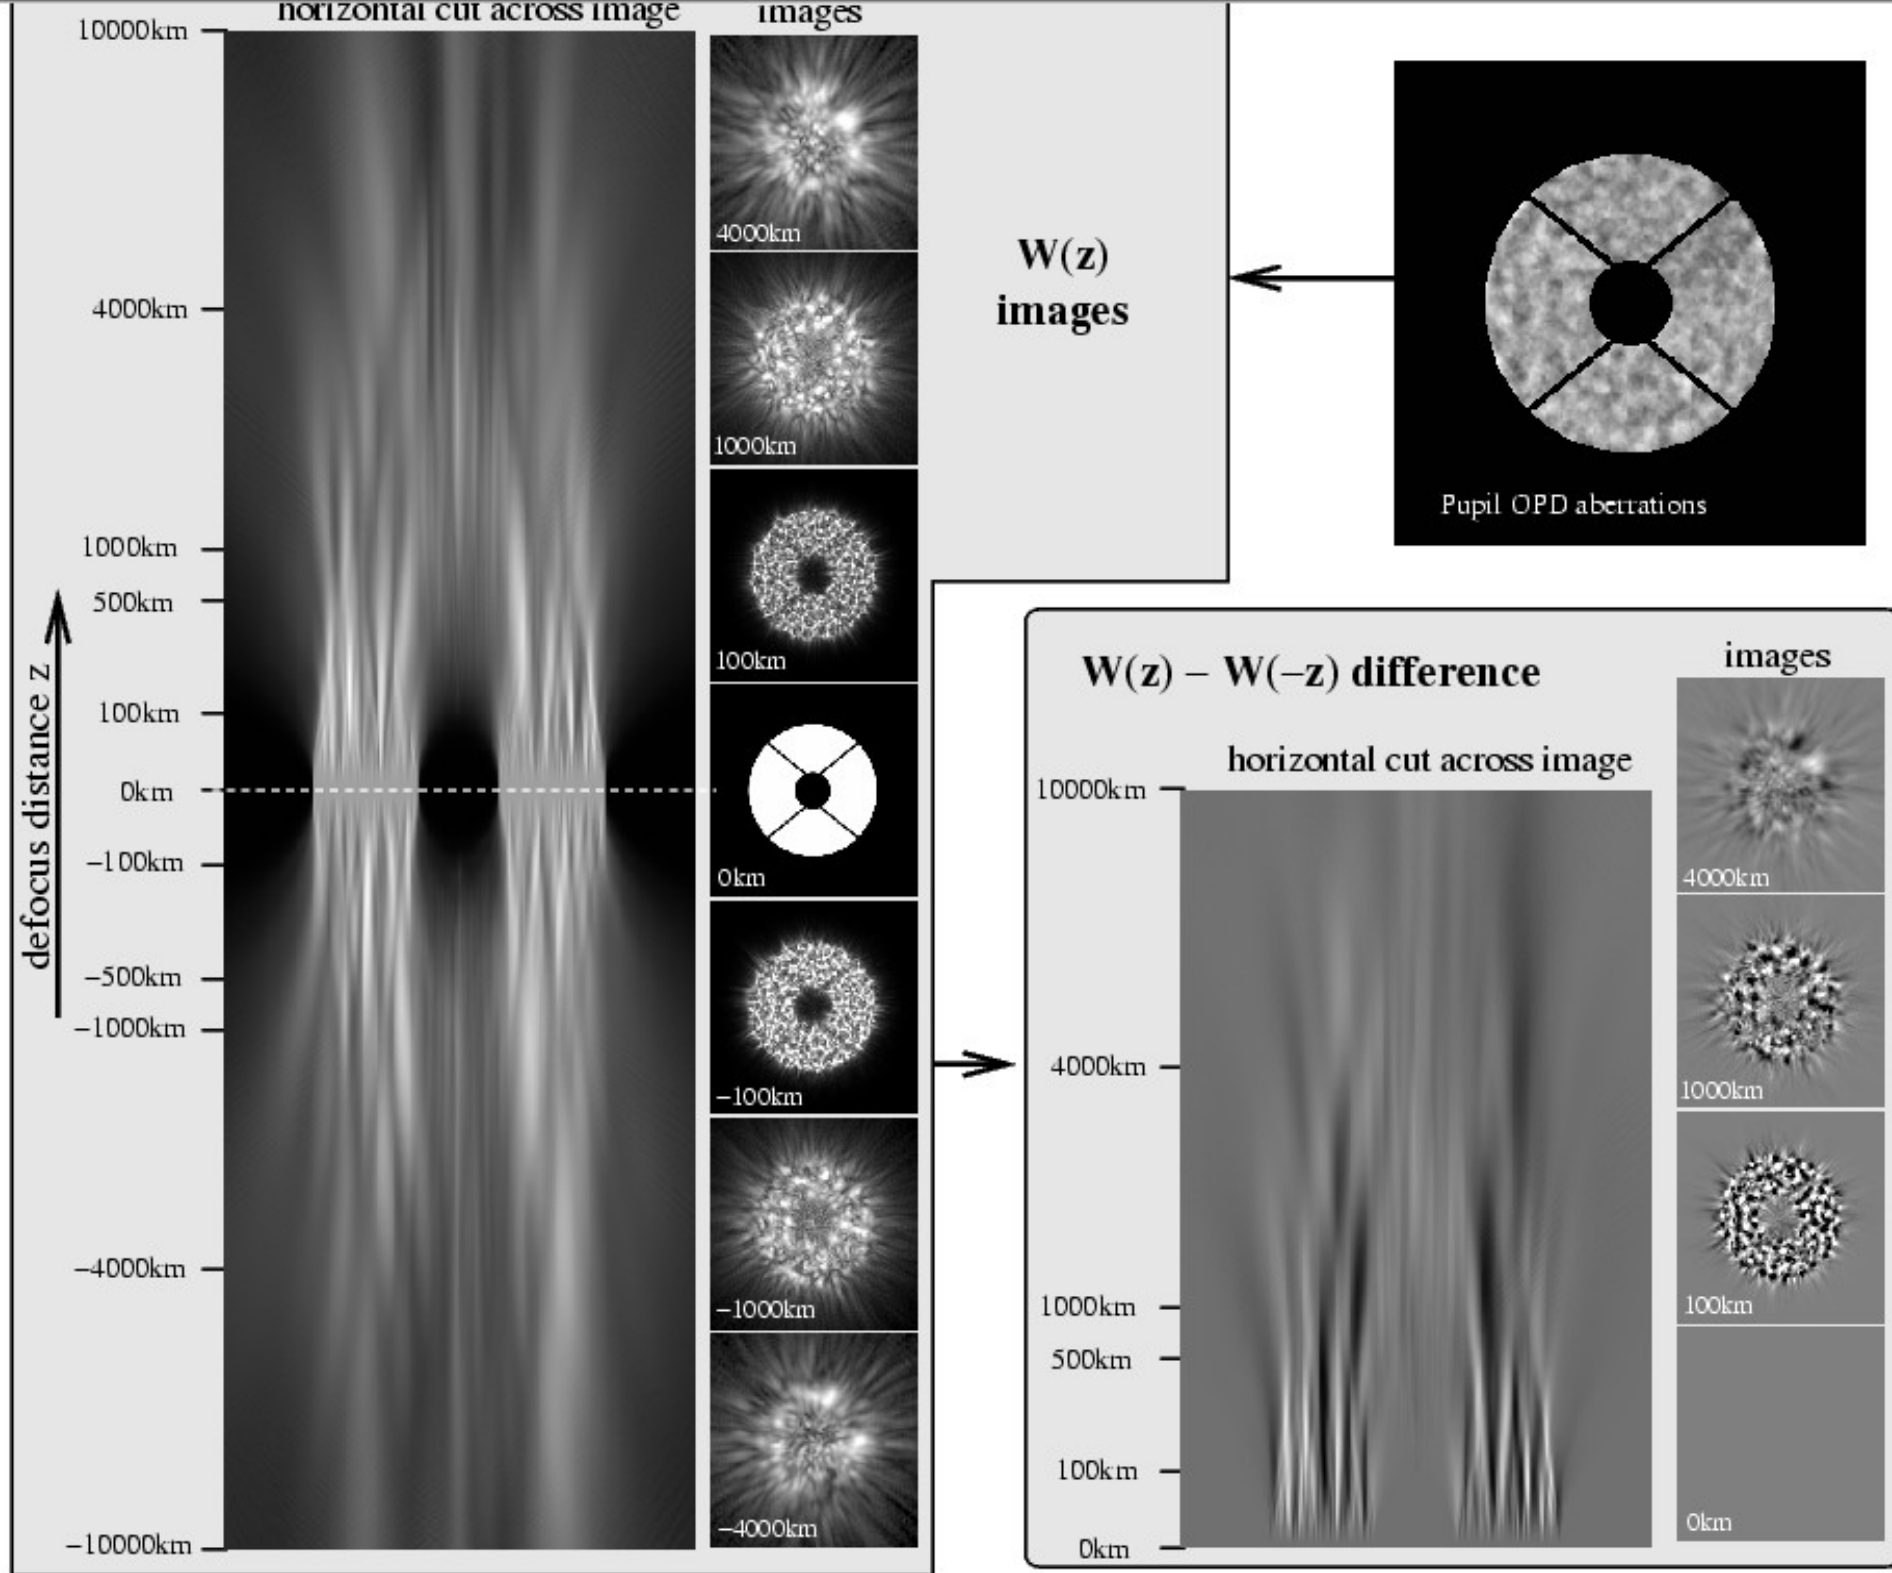 horizontal cut across image
images
10000km
4000km
1000km
500km
100km
0km
−100km
−500km
−1000km
−4000km
−10000km
defocus distance z
4000km
1000km
100km
0km
−100km
−1000km
−4000km
W(z)
images
Pupil OPD aberrations
W(z) − W(−z) difference
images
horizontal cut across image
10000km
4000km
1000km
500km
100km
0km
4000km
1000km
100km
0km